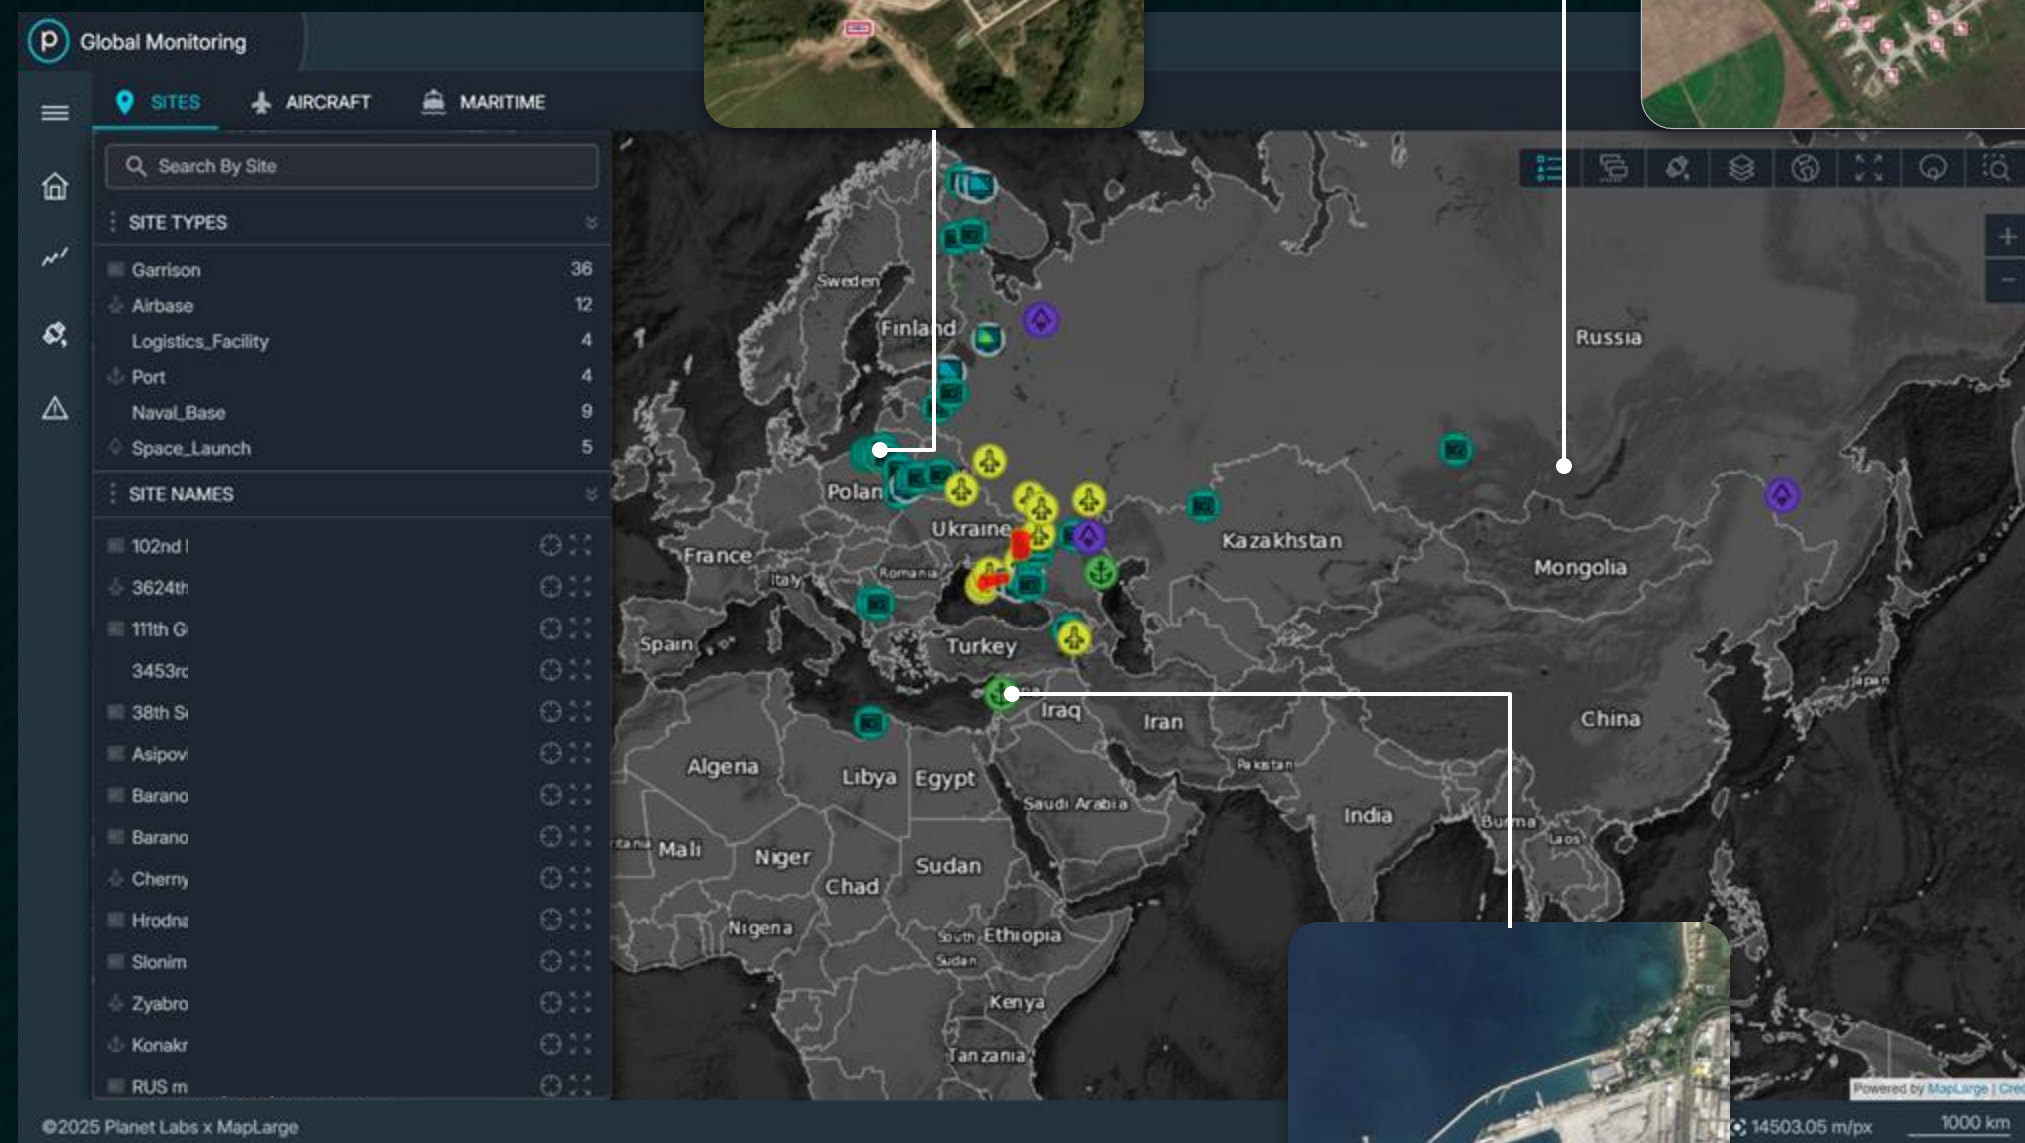 Global Monitoring
SITES AIRCRAFT MARITIME
Search By Site
SITE TYPES
Garrison 36
Airbase 12
Logistics_Facility 4
Port 4
Naval_Base 9
Space_Launch 5
SITE NAMES
102nd
3624th
111th G
3453rd
38th Se
Asipov
Barano
Barano
Cherny
Hrodna
Slonim
Zyabro
Konakr
RUS m
Sweden
Finland
Russia
Polan
Ukraine
Kazakhstan
France
Mongolia
Italy
Romania
Spain
Turkey
Japan
Iraq
Iran
China
Algeria
Libya
Egypt
Pakistan
Saudi Arabia
India
Burma
Laos
ritania
Mali
Niger
Sudan
Chad
Nigeria
South
Sudan
Ethiopia
Kenya
Tanzania
Powered by MapLarge | Cred
©2025 Planet Labs x MapLarge
14503.05 m/px
1000 km